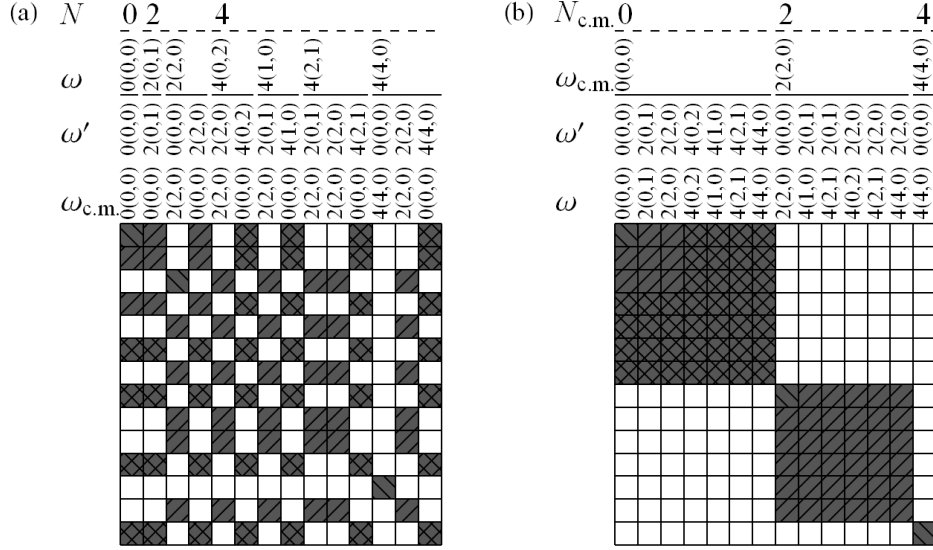 (a) N 0 2 4
ω 0(0,0) 2(0,1) 2(2,0) 4(0,2) 4(1,0) 4(2,1) 4(4,0)
ω′ 0(0,0) 2(0,1) 0(0,0) 2(2,0) 2(2,0) 4(0,2) 2(0,1) 4(1,0) 2(0,1) 2(2,0) 4(2,1) 0(0,0) 2(2,0) 4(4,0)
ωc.m. 0(0,0) 0(0,0) 2(2,0) 0(0,0) 2(2,0) 0(0,0) 2(2,0) 0(0,0) 2(2,0) 2(2,0) 0(0,0) 4(4,0) 2(2,0) 0(0,0)
(b) Nc.m. 0 2 4
ωc.m. 0(0,0) 2(2,0) 4(4,0)
ω′ 0(0,0) 2(0,1) 2(2,0) 4(0,2) 4(1,0) 4(2,1) 4(4,0) 0(0,0) 2(0,1) 2(0,1) 2(2,0) 2(2,0) 2(2,0) 0(0,0)
ω 0(0,0) 2(0,1) 2(2,0) 4(0,2) 4(1,0) 4(2,1) 4(4,0) 2(2,0) 4(1,0) 4(2,1) 4(0,2) 4(2,1) 4(4,0) 4(4,0)